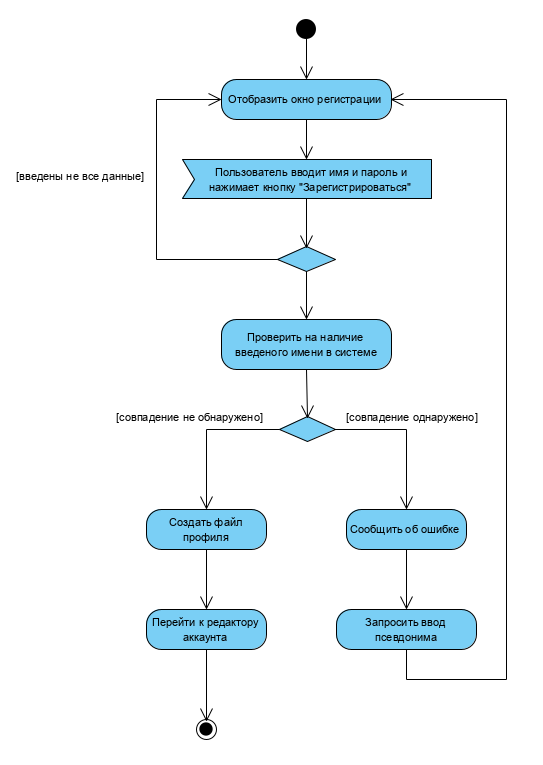 Отобразить окно регистрации
[введены не все данные]
Пользователь вводит имя и пароль и
нажимает кнопку "Зарегистрироваться"
Проверить на наличие
введеного имени в системе
[совпадение не обнаружено]
[совпадение однаружено]
Создать файл
профиля
Сообщить об ошибке
Перейти к редактору
аккаунта
Запросить ввод
псевдонима